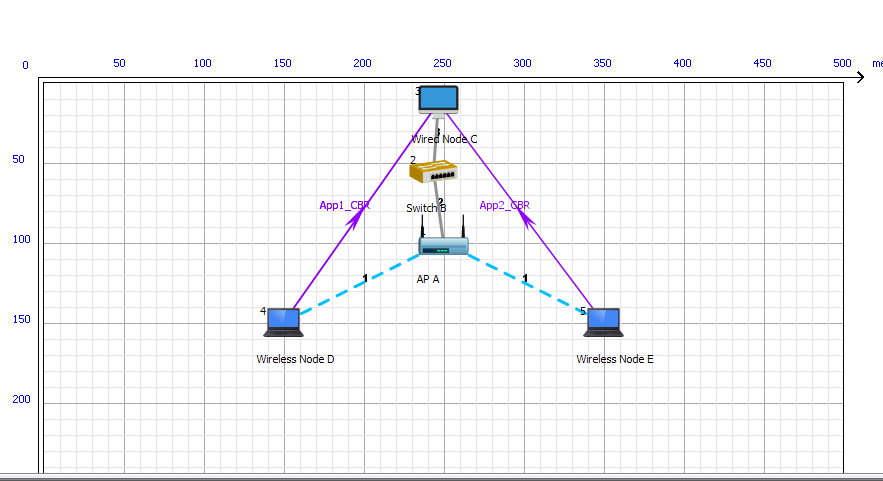 0 50 100 150 200 250 300 350 400 450 500 me
3
Wired Node C
3
50
2
App1_CBR
Switch B
2
App2_CBR
100
AP A
1
1
4
5
150
Wireless Node D
Wireless Node E
200